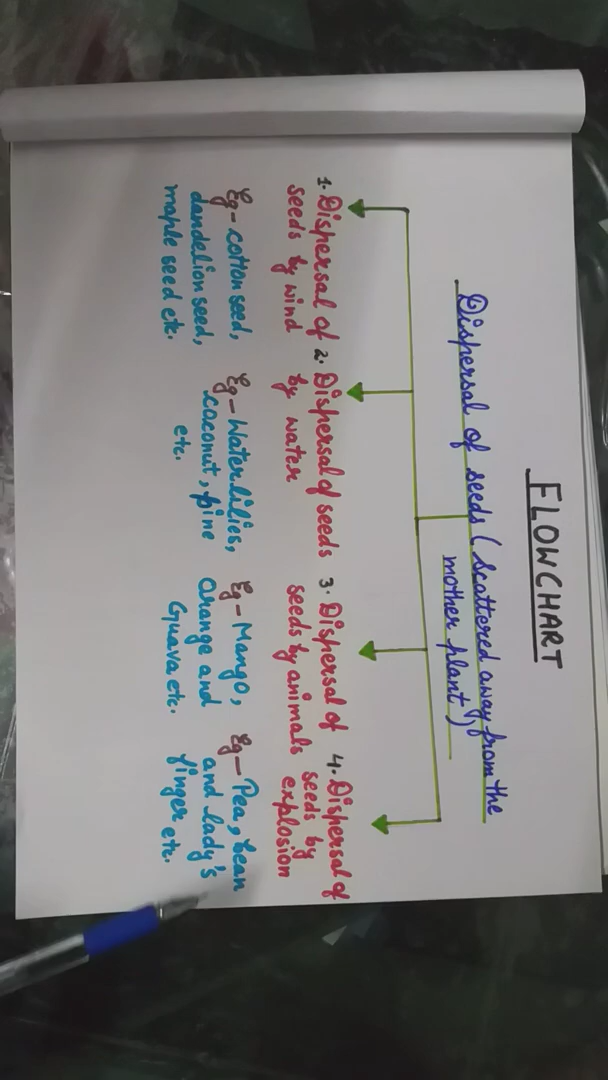 FLOWCHART
Dispersal of seeds (scattered away from the
mother plant)
1. Dispersal of
seeds by wind
Eg- cotton seed,
dandelion seed,
maple seed etc.
2. Dispersal of seeds
by water
Eg- Water lilies,
coconut, pine
etc.
3. Dispersal of
seeds by animals
Eg- Mango,
orange and
Guava etc.
4. Dispersal of
seeds by
explosion
Eg- Pea, bean
and lady's
finger etc.